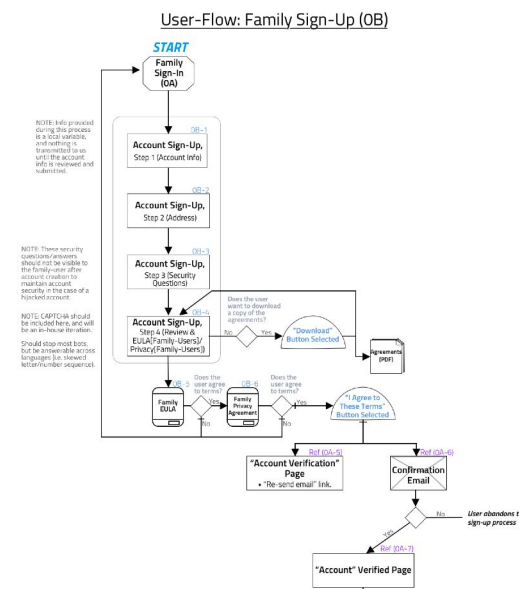 User-Flow: Family Sign-Up (0B)
START
Family
Sign-In
(0A)
NOTE: Info provided
during this process
is a local variable,
and nothing is
transmitted to us
until the account
info is reviewed and
submitted.
0B-1
Account Sign-Up,
Step 1 (Account Info)
0B-2
Account Sign-Up,
Step 2 (Address)
0B-3
Account Sign-Up,
Step 3 (Security
Questions)
NOTE: These security
questions/answers
should not be visible to
the family-user after
account creation to
maintain account
security in the case of a
hijacked account.
NOTE: CAPTCHA should
be included here, and will
be an in-house iteration.
Should stop most bots,
but be answerable across
languages (i.e. skewed
letter/number sequence).
0B-4
Account Sign-Up,
Step 4 (Review &
EULA[Family-Users]/
Privacy[Family-Users])
Does the user
want to download
a copy of the
agreements?
No
Yes
"Download"
Button Selected
Agreements
(PDF)
0B-5
Family
EULA
Does the
user agree
to terms?
Yes
No
0B-6
Family
Privacy
Agreement
Does the
user agree
to terms?
Yes
No
"I Agree to
These Terms"
Button Selected
Ref (0A-5)
"Account Verification"
Page
• "Re-send email" link.
Ref (0A-6)
Confirmation
Email
No
User abandons t
sign-up process
Yes
Ref (0A-7)
"Account" Verified Page